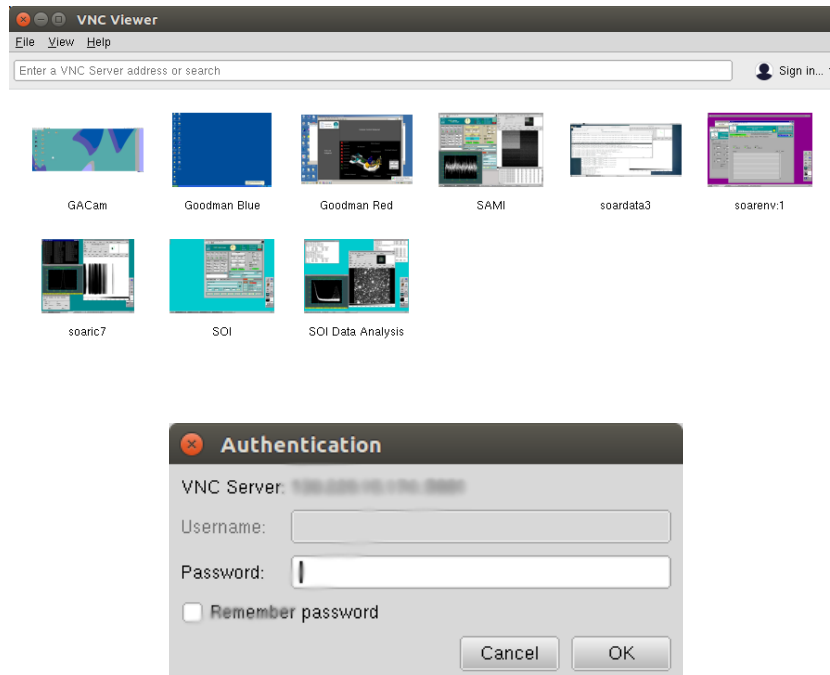 VNC Viewer
File View Help
Enter a VNC Server address or search
Sign in...
GACam Goodman Blue Goodman Red SAMI soardata3 soarenv:1
soaric7 SOI SOI Data Analysis
Authentication
VNC Server:
Username:
Password:
Remember password
Cancel OK